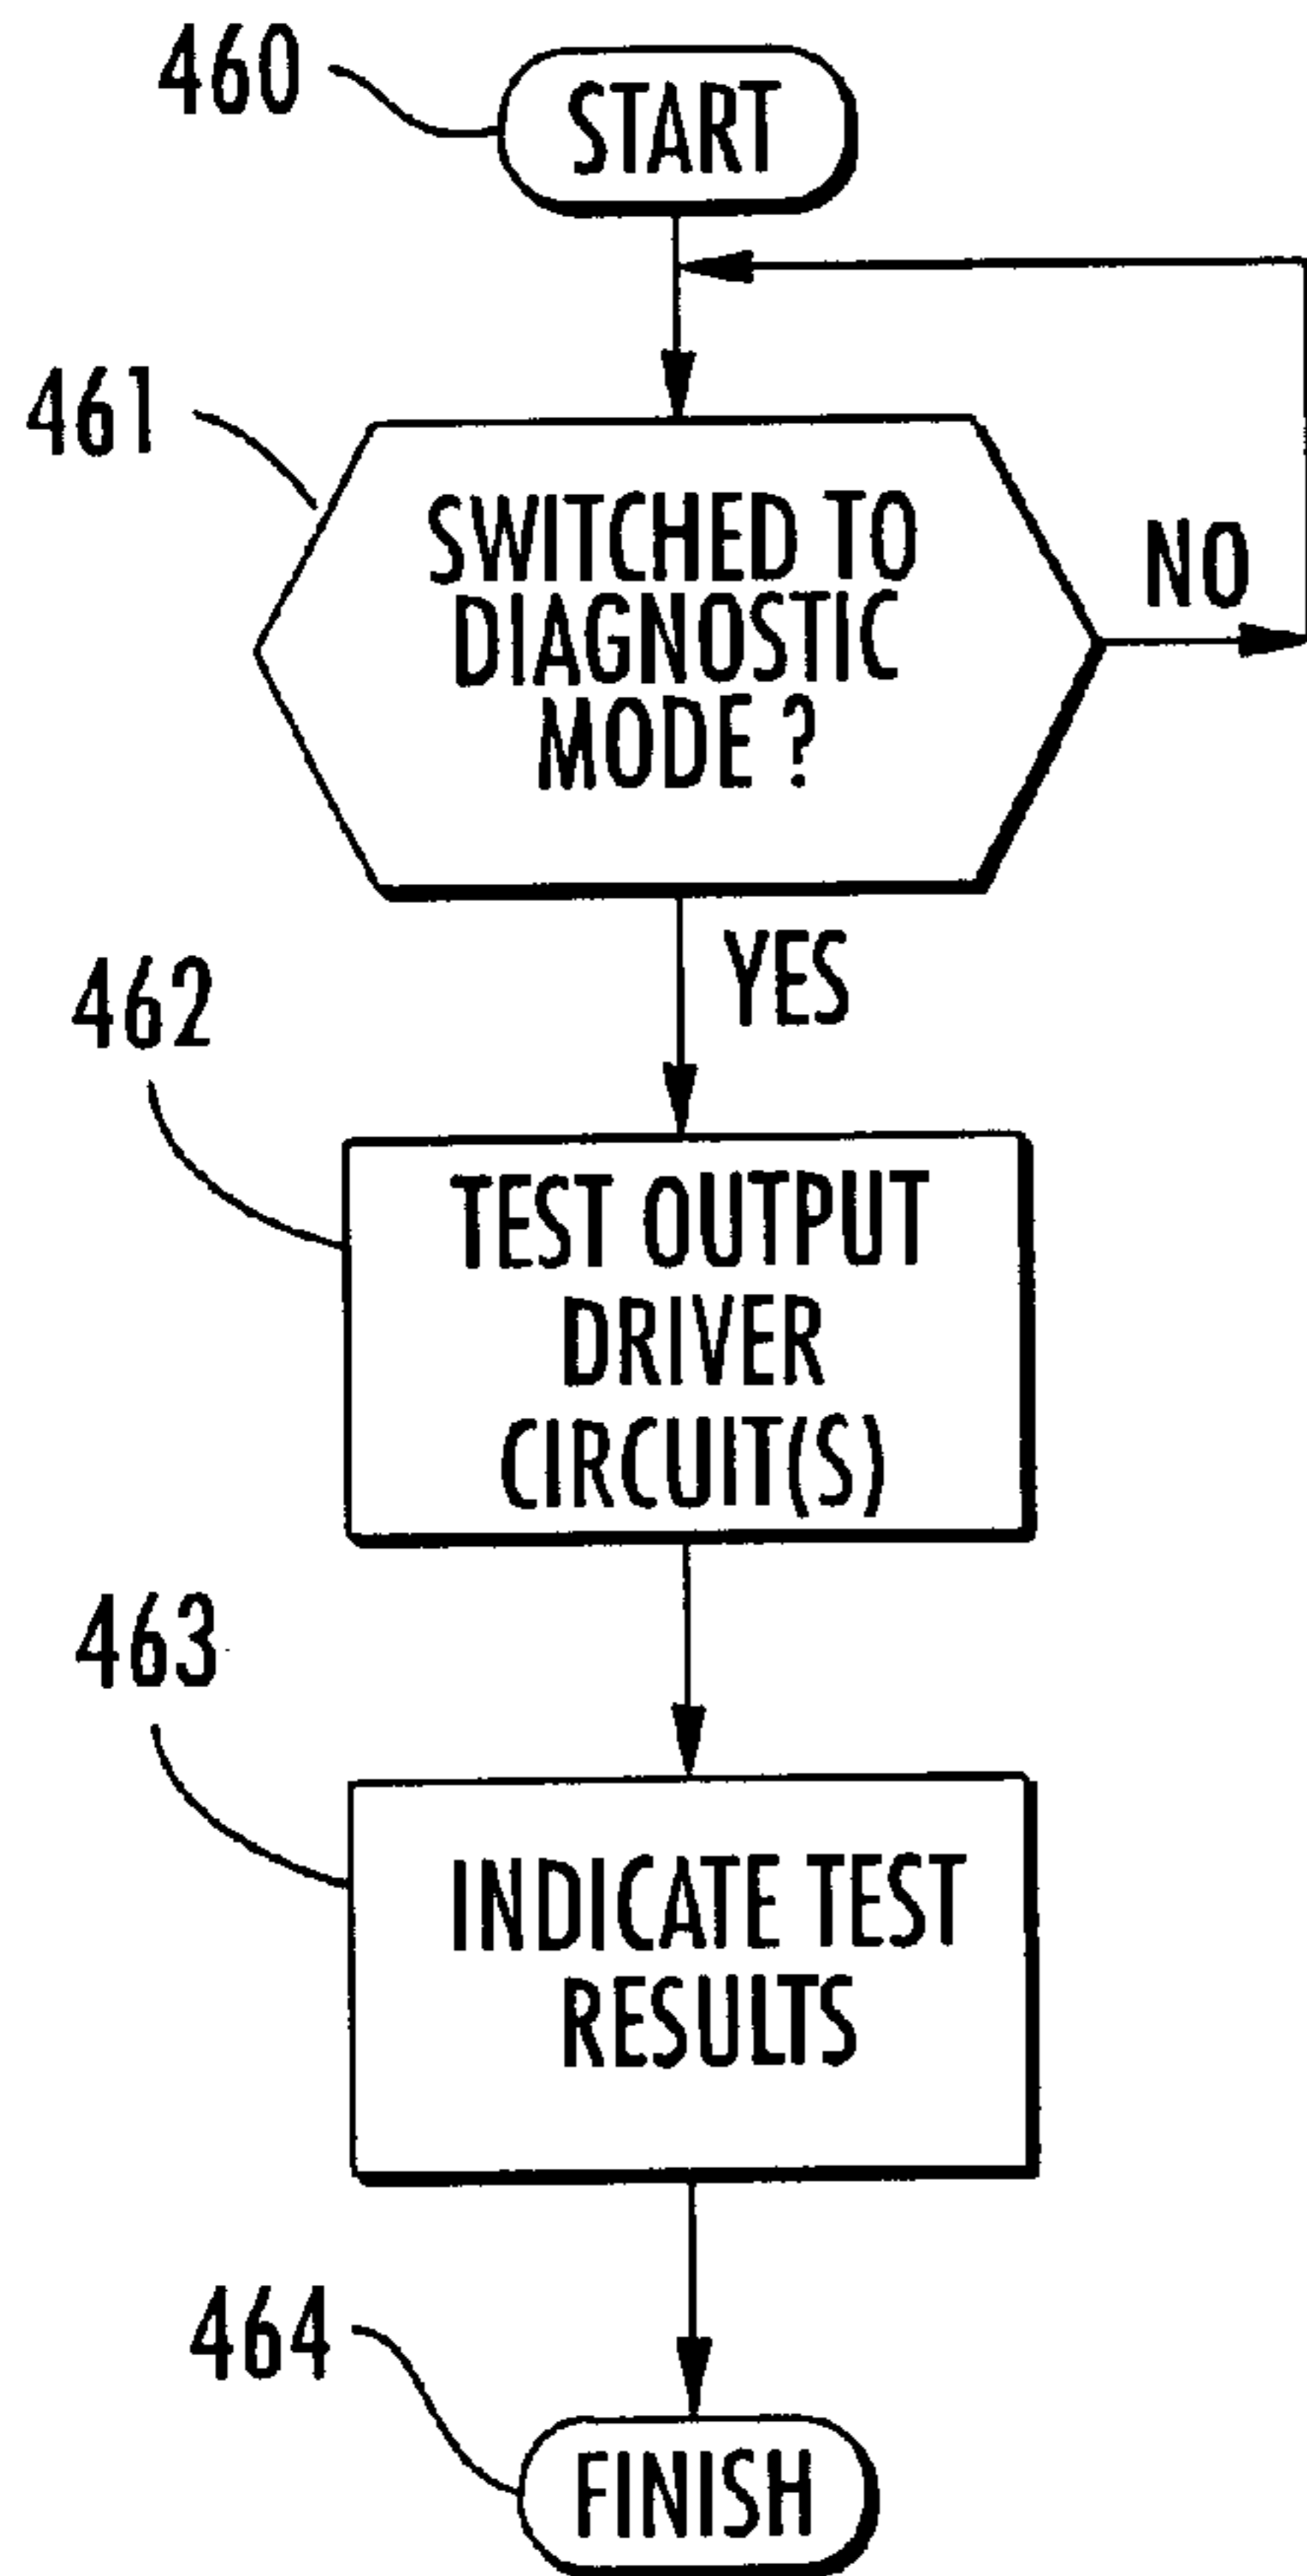 460
START
461
SWITCHED TO
DIAGNOSTIC
MODE ?
NO
YES
462
TEST OUTPUT
DRIVER
CIRCUIT(S)
463
INDICATE TEST
RESULTS
464
FINISH